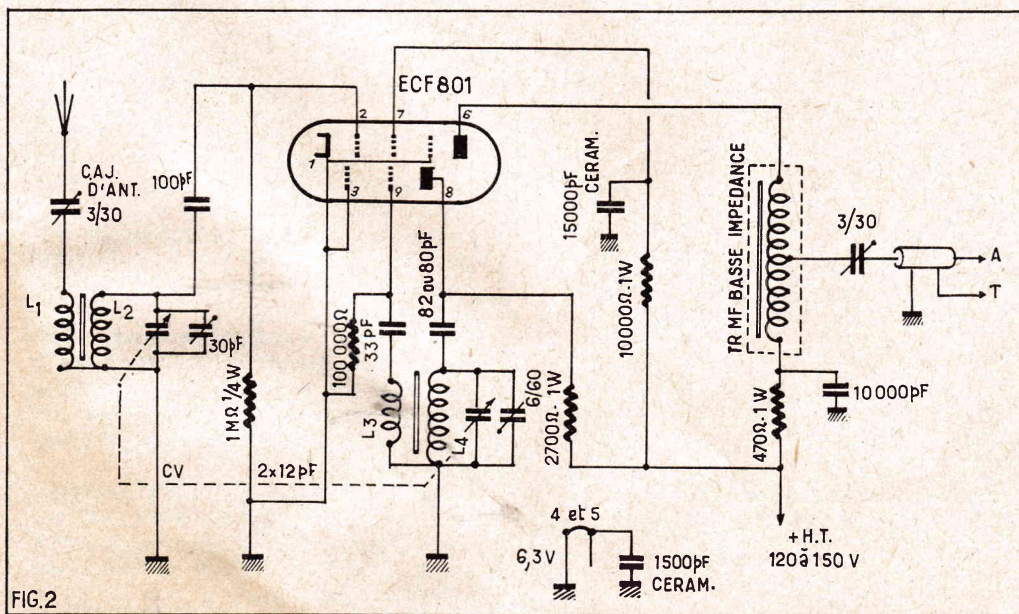 ECF801
2
7
6
1
3
9
8
C.AJ.
D'ANT.
3/30
100pF
15000pF
CERAM.
TR MF BASSE IMPEDANCE
3/30
A
T
L1
L2
30pF
1MΩ 1/4W
100000Ω
33pF
82 ou 80pF
10000Ω-1W
L3
L4
6/60
2700Ω-1W
470Ω-1W
10000pF
CV
2x12pF
4 et 5
6,3V
1500pF
CERAM.
+H.T.
120 à 150 V
FIG.2